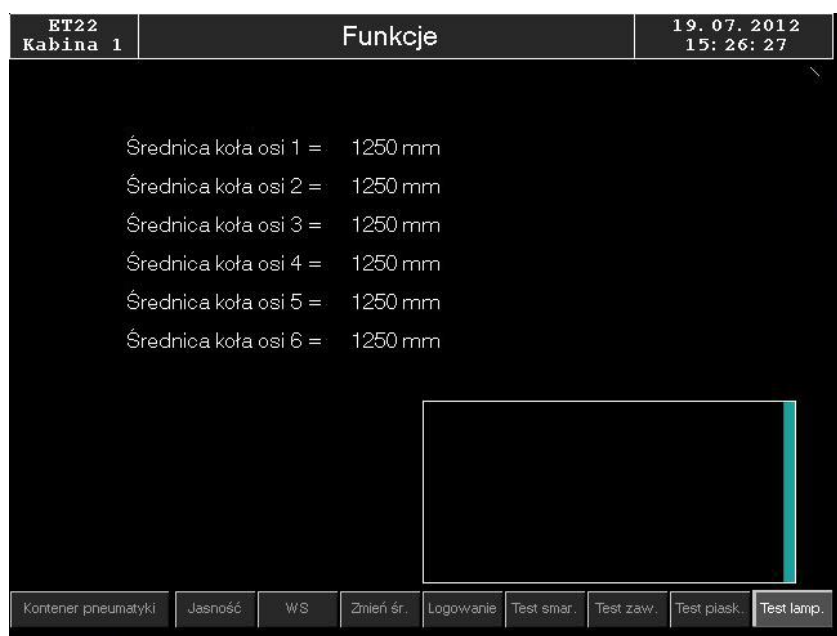 ET22
Kabina 1
Funkcje
19. 07. 2012
15: 26: 27
Średnica koła osi 1 = 1250 mm
Średnica koła osi 2 = 1250 mm
Średnica koła osi 3 = 1250 mm
Średnica koła osi 4 = 1250 mm
Średnica koła osi 5 = 1250 mm
Średnica koła osi 6 = 1250 mm
Kontener pneumatyki Jasność WS Zmień śr. Logowanie Test smar. Test zaw. Test piask. Test lamp.